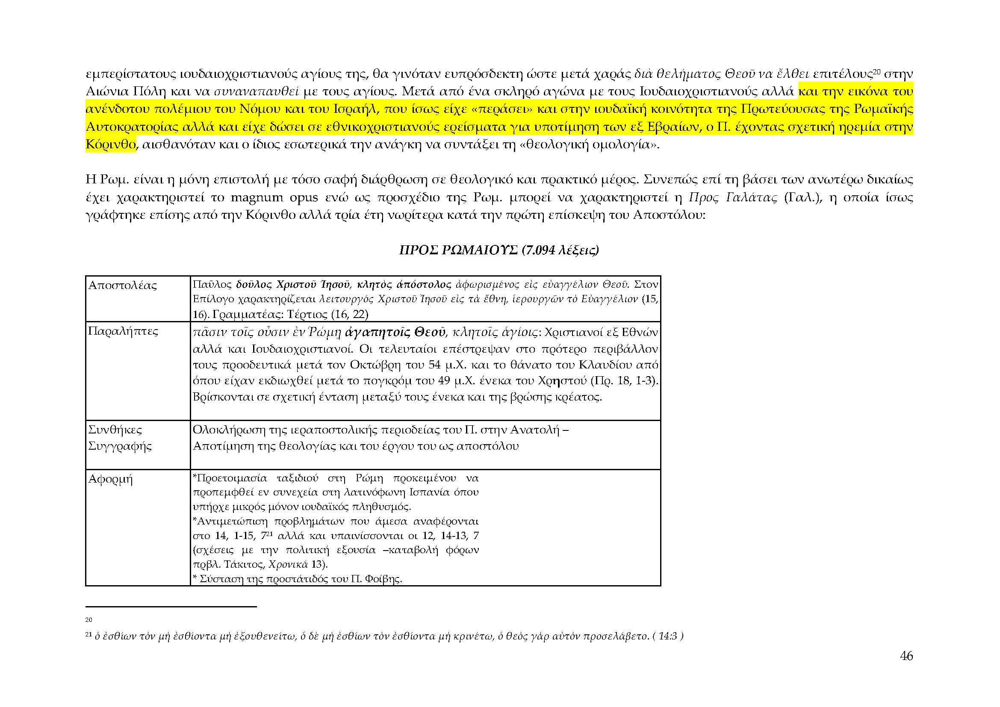 εμπερίστατους ιουδαιοχριστιανούς αγίους της, θα γινόταν ευπρόσδεκτη ώστε μετά χαράς διὰ θελήματος Θεοῦ να ἔλθει επιτέλους²⁰ στην
Αιώνια Πόλη και να συναναπαυθεί με τους αγίους. Μετά από ένα σκληρό αγώνα με τους Ιουδαιοχριστιανούς αλλά και την εικόνα του
ανένδοτου πολέμιου του Νόμου και του Ισραήλ, που ίσως είχε «περάσει» και στην ιουδαϊκή κοινότητα της Πρωτεύουσας της Ρωμαϊκής
Αυτοκρατορίας αλλά και είχε δώσει σε εθνικοχριστιανούς ερείσματα για υποτίμηση των εξ Εβραίων, ο Π. έχοντας σχετική ηρεμία στην
Κόρινθο, αισθανόταν και ο ίδιος εσωτερικά την ανάγκη να συντάξει τη «θεολογική ομολογία».
Η Ρωμ. είναι η μόνη επιστολή με τόσο σαφή διάρθρωση σε θεολογικό και πρακτικό μέρος. Συνεπώς επί τη βάσει των ανωτέρω δικαίως
έχει χαρακτηριστεί το magnum opus ενώ ως προσχέδιο της Ρωμ. μπορεί να χαρακτηριστεί η Προς Γαλάτας (Γαλ.), η οποία ίσως
γράφτηκε επίσης από την Κόρινθο αλλά τρία έτη νωρίτερα κατά την πρώτη επίσκεψη του Αποστόλου:
ΠΡΟΣ ΡΩΜΑΙΟΥΣ (7.094 λέξεις)
Αποστολέας
Παῦλος δοῦλος Χριστοῦ Ἰησοῦ, κλητὸς ἀπόστολος ἀφωρισμένος εἰς εὐαγγέλιον Θεοῦ. Στον
Επίλογο χαρακτηρίζεται λειτουργός Χριστοῦ Ἰησοῦ εἰς τὰ ἔθνη, ἱερουργῶν τὸ Εὐαγγέλιον (15,
16). Γραμματέας: Τέρτιος (16, 22)
Παραλήπτες
πᾶσιν τοῖς οὖσιν ἐν Ῥώμῃ ἀγαπητοῖς Θεοῦ, κλητοῖς ἁγίοις: Χριστιανοί εξ Εθνών
αλλά και Ιουδαιοχριστιανοί. Οι τελευταίοι επέστρεψαν στο πρότερο περιβάλλον
τους προοδευτικά μετά τον Οκτώβρη του 54 μ.Χ. και το θάνατο του Κλαυδίου από
όπου είχαν εκδιωχθεί μετά το πογκρόμ του 49 μ.Χ. ένεκα του Χρηστού (Πρ. 18, 1-3).
Βρίσκονται σε σχετική ένταση μεταξύ τους ένεκα και της βρώσης κρέατος.
Συνθήκες
Συγγραφής
Ολοκλήρωση της ιεραποστολικής περιοδείας του Π. στην Ανατολή –
Αποτίμηση της θεολογίας και του έργου του ως αποστόλου
Αφορμή
*Προετοιμασία ταξιδιού στη Ρώμη προκειμένου να
προπεμφθεί εν συνεχεία στη λατινόφωνη Ισπανία όπου
υπήρχε μικρός μόνον ιουδαϊκός πληθυσμός.
*Αντιμετώπιση προβλημάτων που άμεσα αναφέρονται
στο 14, 1-15, 7²¹ αλλά και υπαινίσσονται οι 12, 14-13, 7
(σχέσεις με την πολιτική εξουσία –καταβολή φόρων
πρβλ. Τάκιτος, Χρονικά 13).
* Σύσταση της προστάτιδός του Π. Φοίβης.
²⁰
²¹ ὁ ἐσθίων τὸν μὴ ἐσθίοντα μὴ ἐξουθενείτω, ὁ δὲ μὴ ἐσθίων τὸν ἐσθίοντα μὴ κρινέτω, ὁ θεὸς γὰρ αὐτὸν προσελάβετο. ( 14:3 )
46